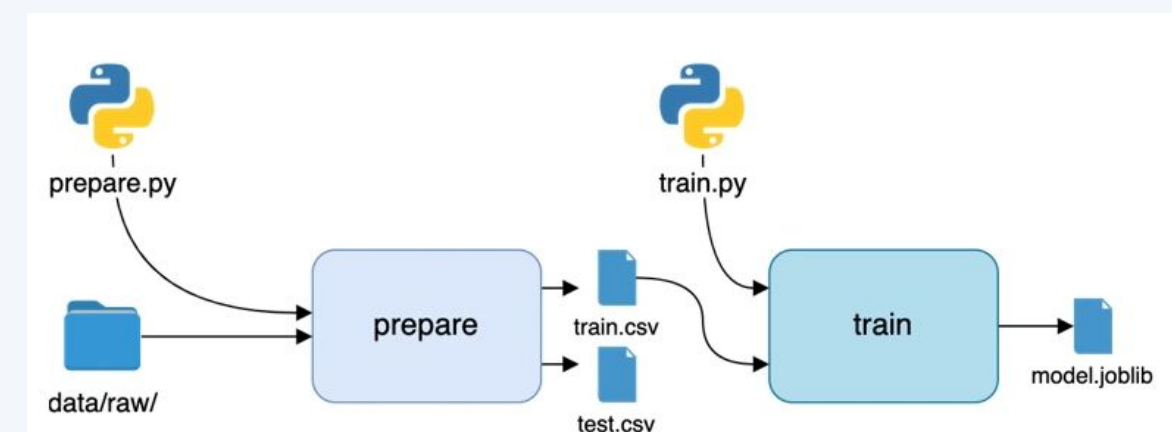 prepare.py
train.py
prepare
train
train.csv
model.joblib
data/raw/
test.csv